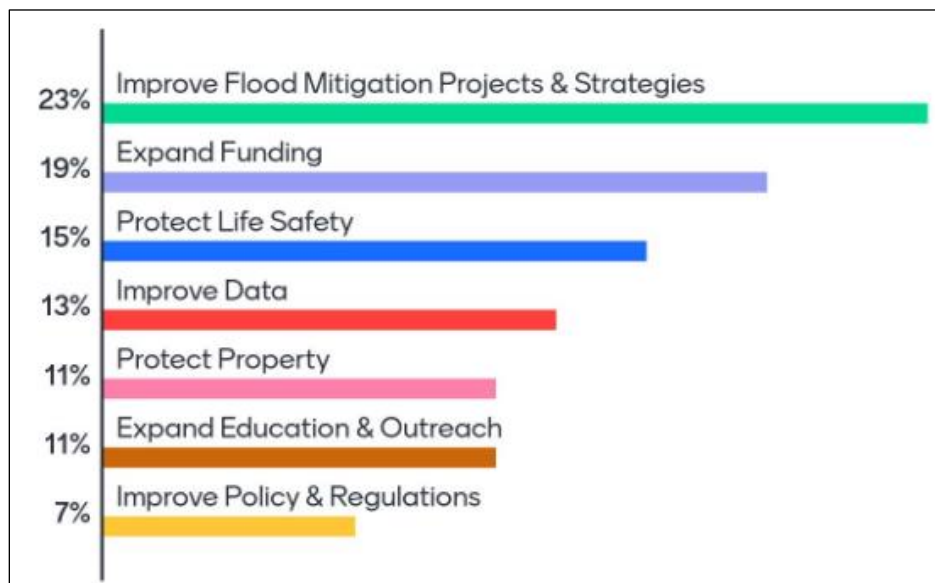 Improve Flood Mitigation Projects & Strategies
23%
Expand Funding
19%
Protect Life Safety
15%
Improve Data
13%
Protect Property
11%
Expand Education & Outreach
11%
Improve Policy & Regulations
7%